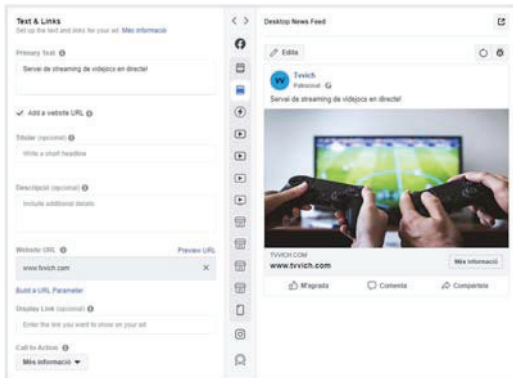 Text & Links
Set up the text and links for your ad. Més informació
Primary Text
Servei de streaming de videjocs en directe!
Add a website URL
Titular (opcional)
Write a short headline
Descripció (opcional)
Include additional details
Website URL
Preview URL
www.tvvich.com
Build a URL Parameter
Display Link (opcional)
Enter the link you want to show on your ad
Call to Action
Més informació
Desktop News Feed
Edita
VV
Tvvich
Patrocinat
Servei de streaming de videjocs en directe!
TVVICH.COM
www.tvvich.com
Més informació
M'agrada
Comenta
Comparteix